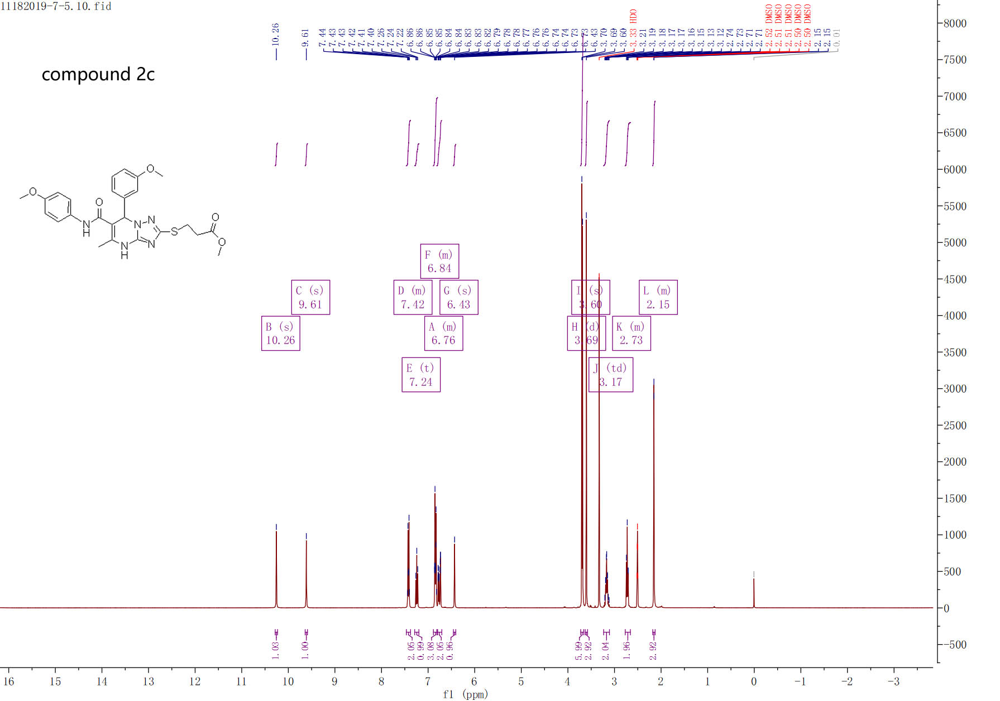 11182019-7-5.10.fid
10.26
9.61
7.44
7.43
7.43
7.42
7.41
7.40
7.26
7.24
7.22
6.86
6.86
6.85
6.85
6.84
6.84
6.83
6.83
6.82
6.79
6.78
6.78
6.77
6.76
6.76
6.74
6.74
6.73
6.73
6.43
3.70
3.69
3.60
3.33 HDO
3.21
3.19
3.18
3.17
3.17
3.16
3.15
3.13
3.12
2.74
2.73
2.71
2.71
2.52 DMSO
2.51 DMSO
2.51 DMSO
2.50 DMSO
2.50 DMSO
2.15
2.15
0.01
compound 2c
O
O
O
N
H
N
N
N
N
H
S
O
O
F (m)
6.84
C (s)
9.61
D (m)
7.42
G (s)
6.43
I (s)
3.60
L (m)
2.15
B (s)
10.26
A (m)
6.76
H (d)
3.69
K (m)
2.73
E (t)
7.24
J (td)
3.17
8000
7500
7000
6500
6000
5500
5000
4500
4000
3500
3000
2500
2000
1500
1000
500
0
-500
1.03
1.00
2.05
0.99
3.08
2.05
0.96
5.99
2.92
2.04
1.96
2.92
16 15 14 13 12 11 10 9 8 7 6 5 4 3 2 1 0 -1 -2 -3
f1 (ppm)